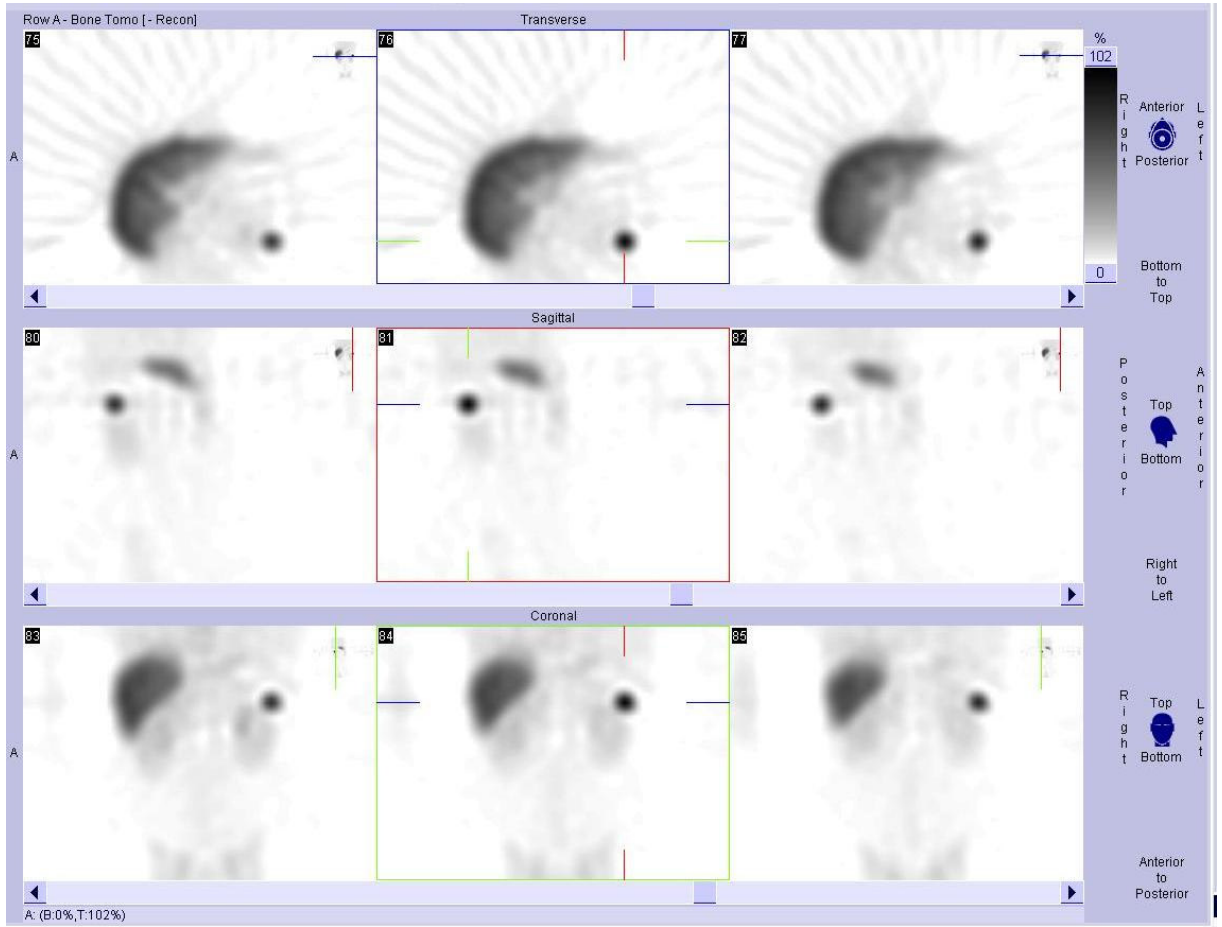 Row A - Bone Tomo [ - Recon]
Transverse
75
76
77
%
102
0
A
Right
Anterior
Left
Posterior
Bottom
to
Top
Sagittal
80
81
82
A
Posterior
Top
Anterior
Bottom
Right
to
Left
Coronal
83
84
85
A
Right
Top
Left
Bottom
Anterior
to
Posterior
A: (B:0%,T:102%)